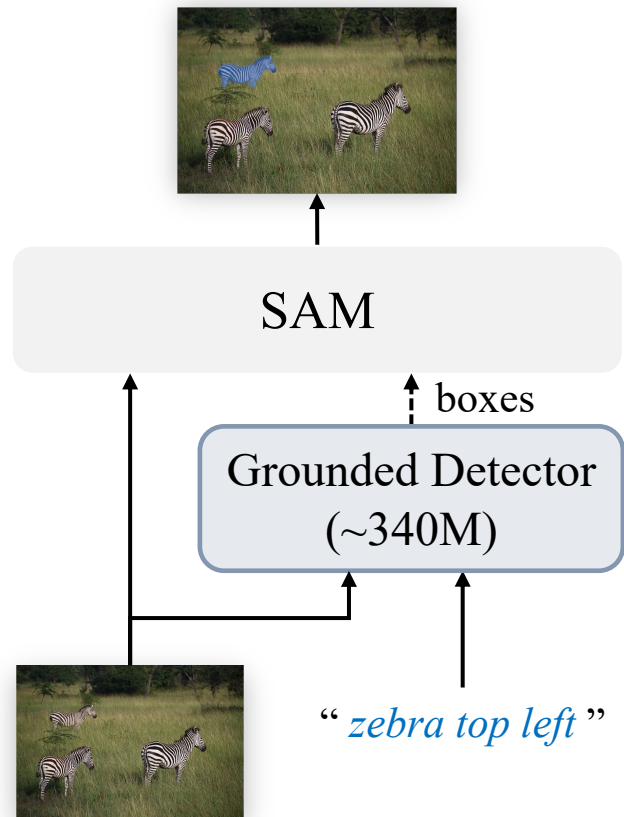 SAM
boxes
Grounded Detector
(~340M)
“ zebra top left ”